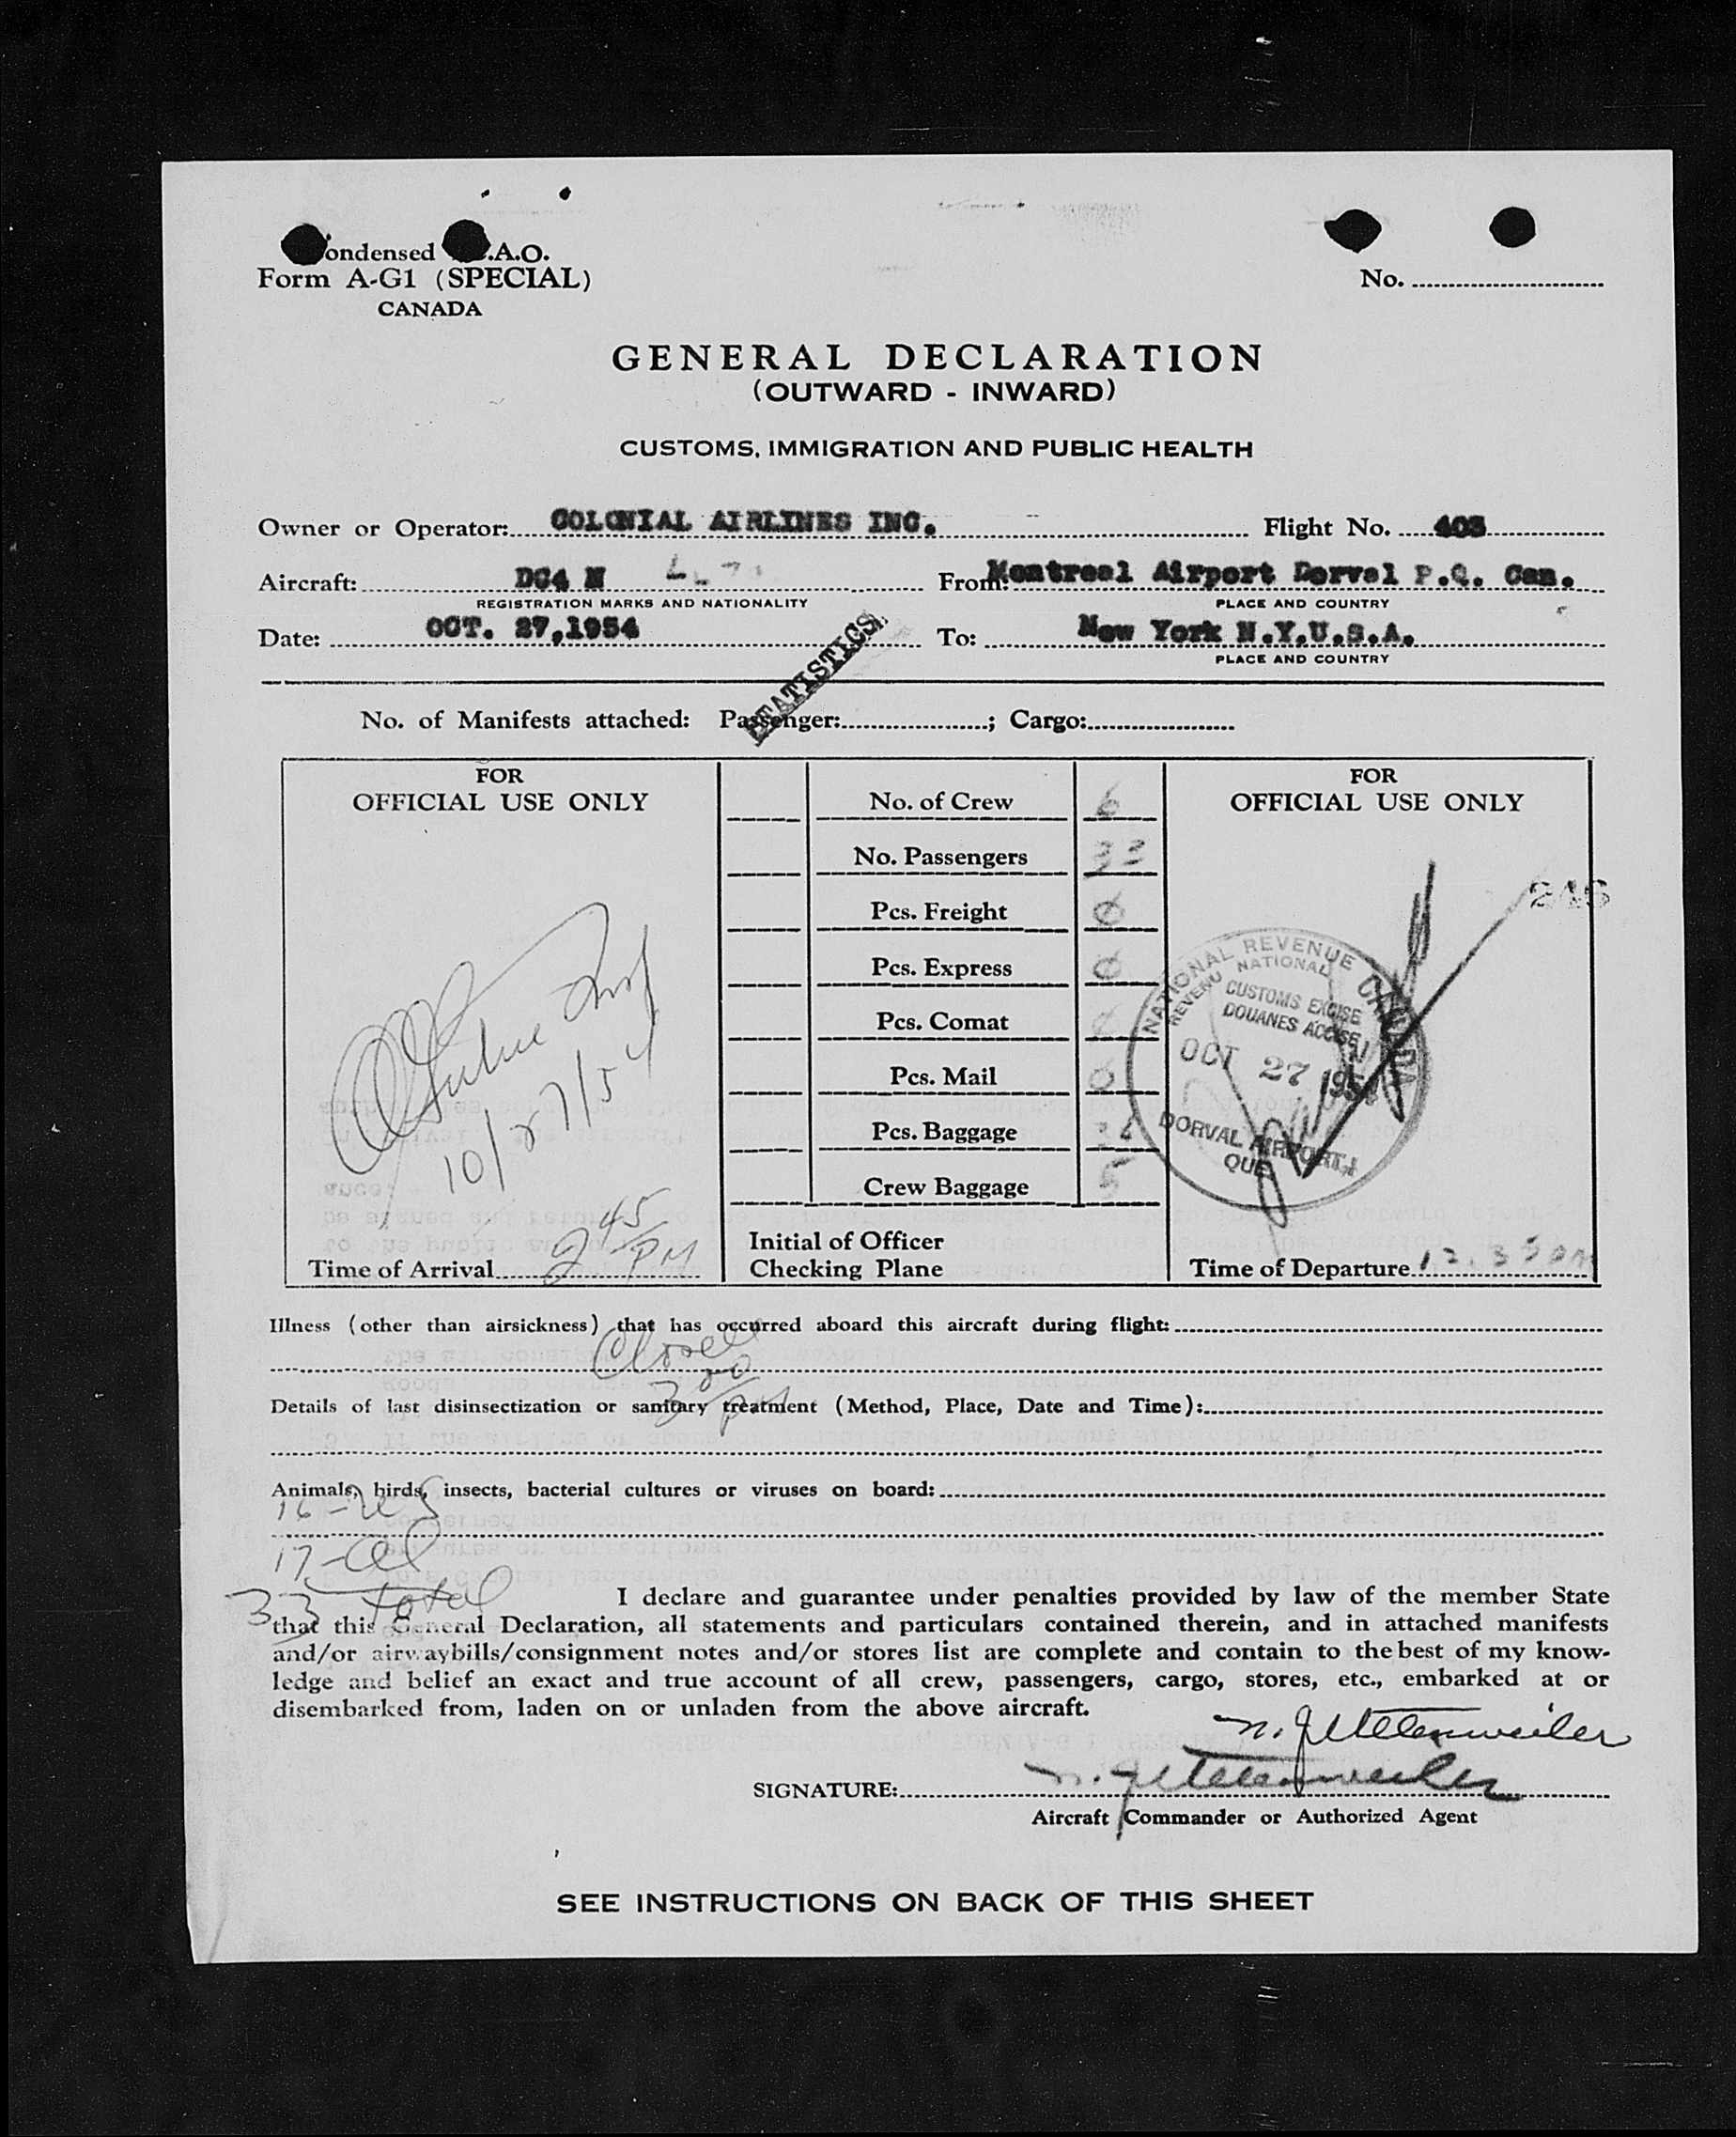 ondensed .A.O.
Form A-G1 (SPECIAL)
CANADA
No.
GENERAL DECLARATION
(OUTWARD - INWARD)
CUSTOMS, IMMIGRATION AND PUBLIC HEALTH
Owner or Operator: COLONIAL AIRLINES INC. Flight No. 403
Aircraft: DC4 N From: Montreal Airport Dorval P.Q. Can.
REGISTRATION MARKS AND NATIONALITY PLACE AND COUNTRY
Date: OCT. 27,1954 To: New York N.Y.U.S.A.
PLACE AND COUNTRY
STATISTICS
No. of Manifests attached: Passenger: ; Cargo:
FOR
OFFICIAL USE ONLY
10/27/54
Time of Arrival 2 45 PM
No. of Crew 6
No. Passengers 33
Pcs. Freight 0
Pcs. Express 0
Pcs. Comat
Pcs. Mail 0
Pcs. Baggage
Crew Baggage 5
Initial of Officer
Checking Plane
FOR
OFFICIAL USE ONLY
NATIONAL REVENUE CANADA
REVENU NATIONAL
CUSTOMS EXCISE
DOUANES ACCISE
OCT 27 1954
DORVAL AIRPORT,
QUE.
Time of Departure 12.35
Illness (other than airsickness) that has occurred aboard this aircraft during flight:
Closed
3 20 PM
Details of last disinsectization or sanitary treatment (Method, Place, Date and Time):
Animals, birds, insects, bacterial cultures or viruses on board:
16 - US
17 - Al
33 total
I declare and guarantee under penalties provided by law of the member State
that this General Declaration, all statements and particulars contained therein, and in attached manifests
and/or airwaybills/consignment notes and/or stores list are complete and contain to the best of my know-
ledge and belief an exact and true account of all crew, passengers, cargo, stores, etc., embarked at or
disembarked from, laden on or unladen from the above aircraft.
SIGNATURE:
Aircraft Commander or Authorized Agent
SEE INSTRUCTIONS ON BACK OF THIS SHEET